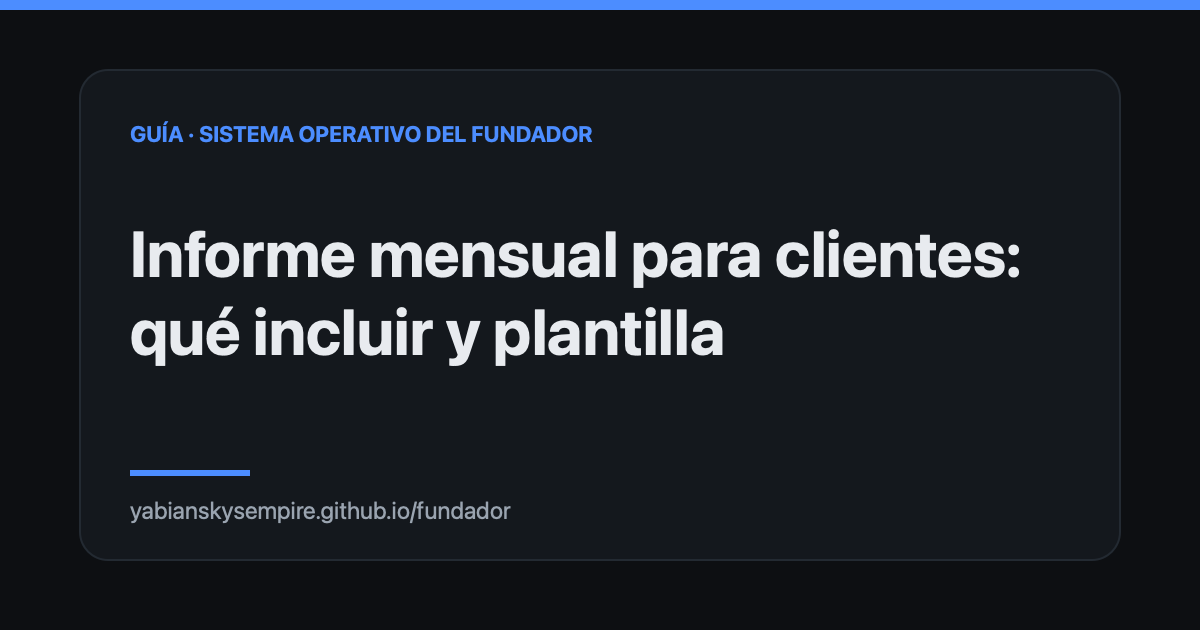 GUÍA · SISTEMA OPERATIVO DEL FUNDADOR
Informe mensual para clientes:
qué incluir y plantilla
yabianskysempire.github.io/fundador